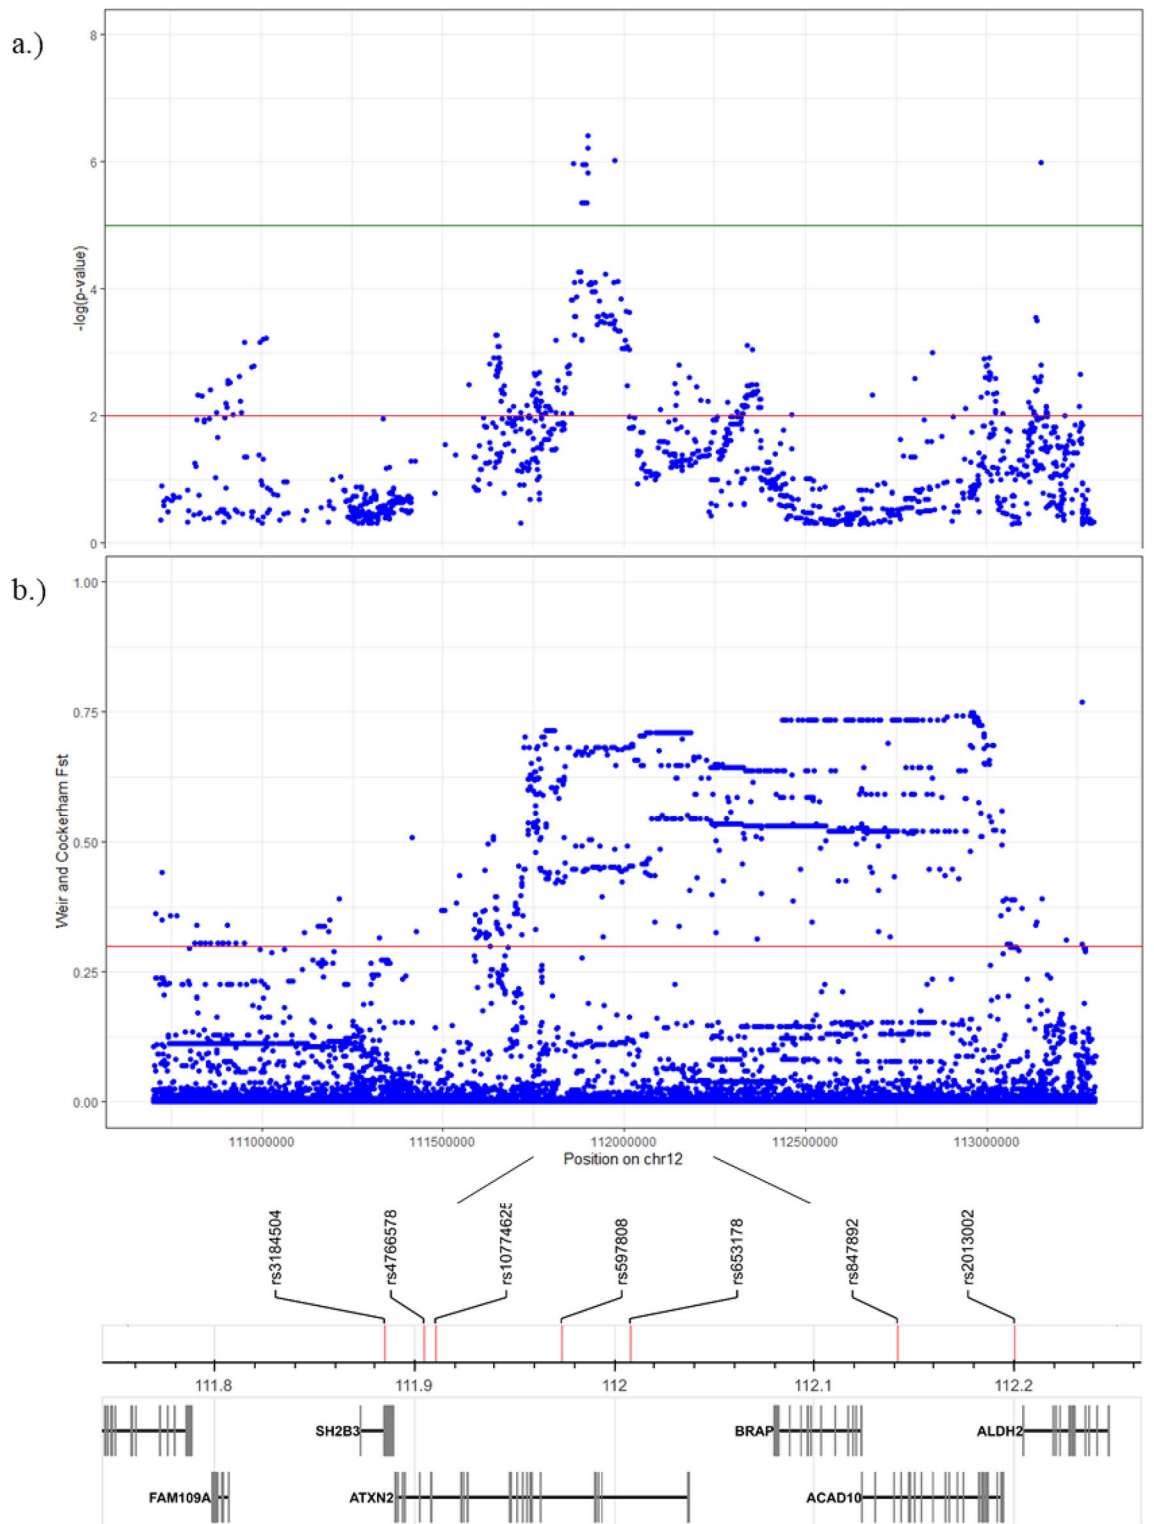 a.)
8
6
4
2
0
-log(p-value)
b.)
1.00
0.75
0.50
0.25
0.00
Weir and Cockerham Fst
111000000 111500000 112000000 112500000 113000000
Position on chr12
rs3184504 rs4766578 rs1077462 rs597808 rs653178 rs847892 rs2013002
111.8 111.9 112 112.1 112.2
SH2B3 BRAP ALDH2
FAM109A ATXN2 ACAD10